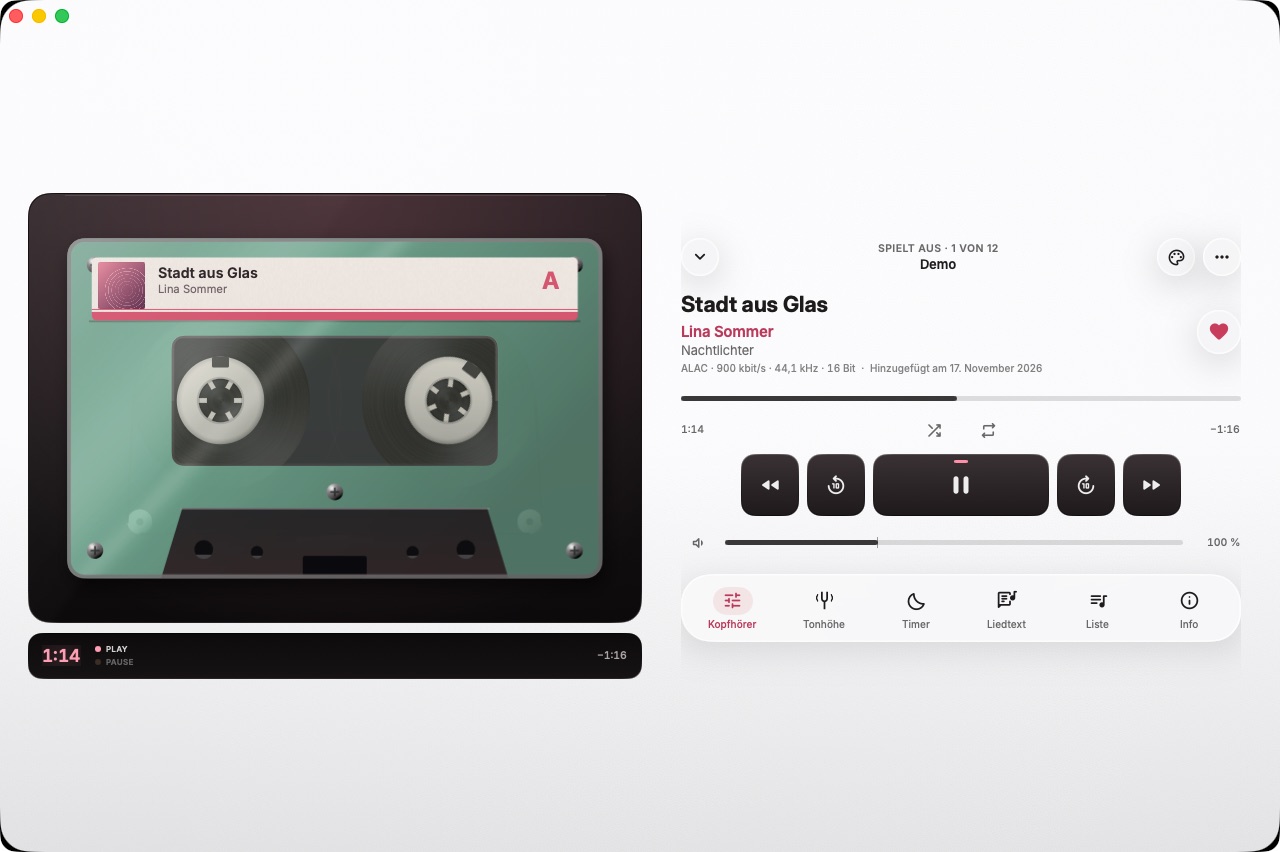 Stadt aus Glas
Lina Sommer
A
1:14
PLAY
PAUSE
−1:16
SPIELT AUS · 1 VON 12
Demo
Stadt aus Glas
Lina Sommer
Nachtlichter
ALAC · 900 kbit/s · 44,1 kHz · 16 Bit · Hinzugefügt am 17. November 2026
1:14
−1:16
10
10
100 %
Kopfhörer
Tonhöhe
Timer
Liedtext
Liste
Info